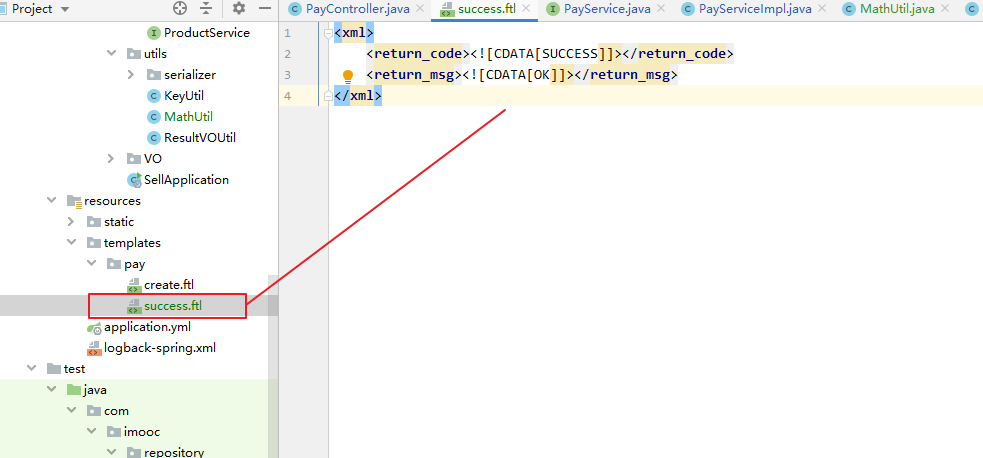 Project
ProductService
utils
serializer
KeyUtil
MathUtil
ResultVOUtil
VO
SellApplication
resources
static
templates
pay
create.ftl
success.ftl
application.yml
logback-spring.xml
test
java
com
imooc
repository
PayController.java success.ftl PayService.java PayServiceImpl.java MathUtil.java
1 <xml>
2 <return_code><![CDATA[SUCCESS]]></return_code>
3 <return_msg><![CDATA[OK]]></return_msg>
4 </xml>